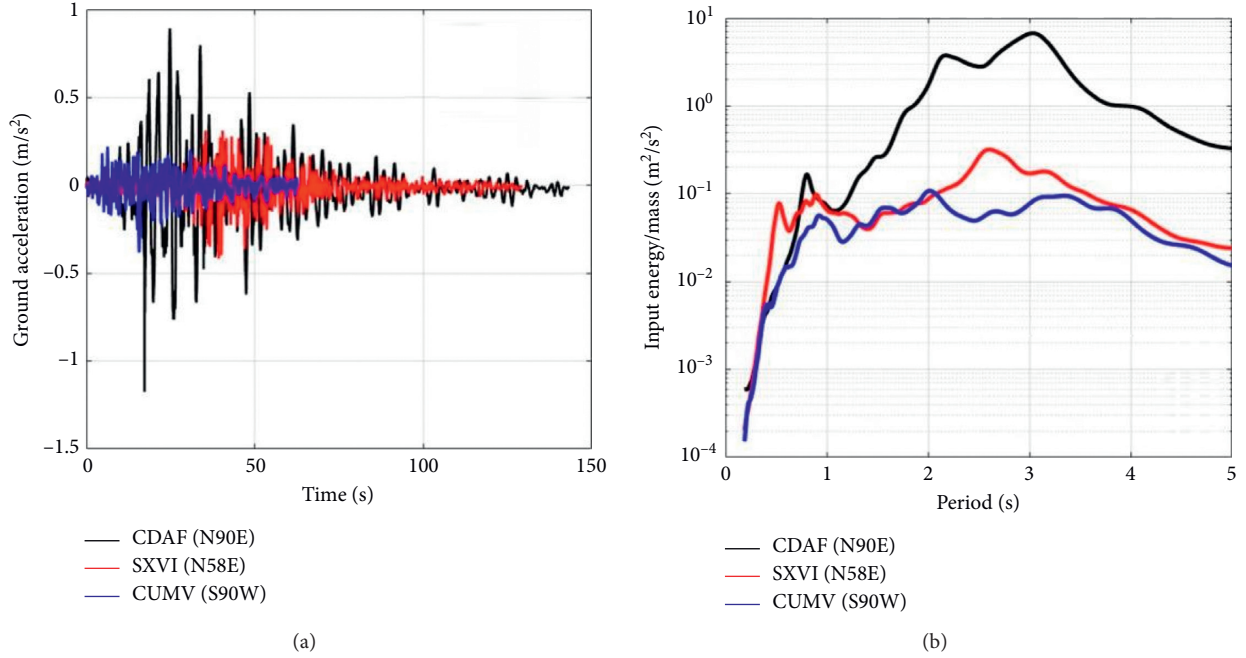 1
0.5
0
−0.5
−1
−1.5
Ground acceleration (m/s²)
0 50 100 150
Time (s)
CDAF (N90E)
SXVI (N58E)
CUMV (S90W)
(a)
10¹
10⁰
10⁻¹
10⁻²
10⁻³
10⁻⁴
Input energy/mass (m²/s²)
0 1 2 3 4 5
Period (s)
CDAF (N90E)
SXVI (N58E)
CUMV (S90W)
(b)